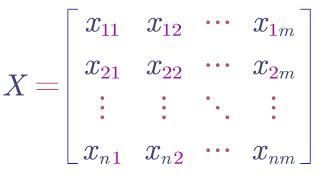 X = [ x₁₁ x₁₂ ⋯ x₁ₘ
x₂₁ x₂₂ ⋯ x₂ₘ
⋮ ⋮ ⋱ ⋮
xₙ₁ xₙ₂ ⋯ xₙₘ ]